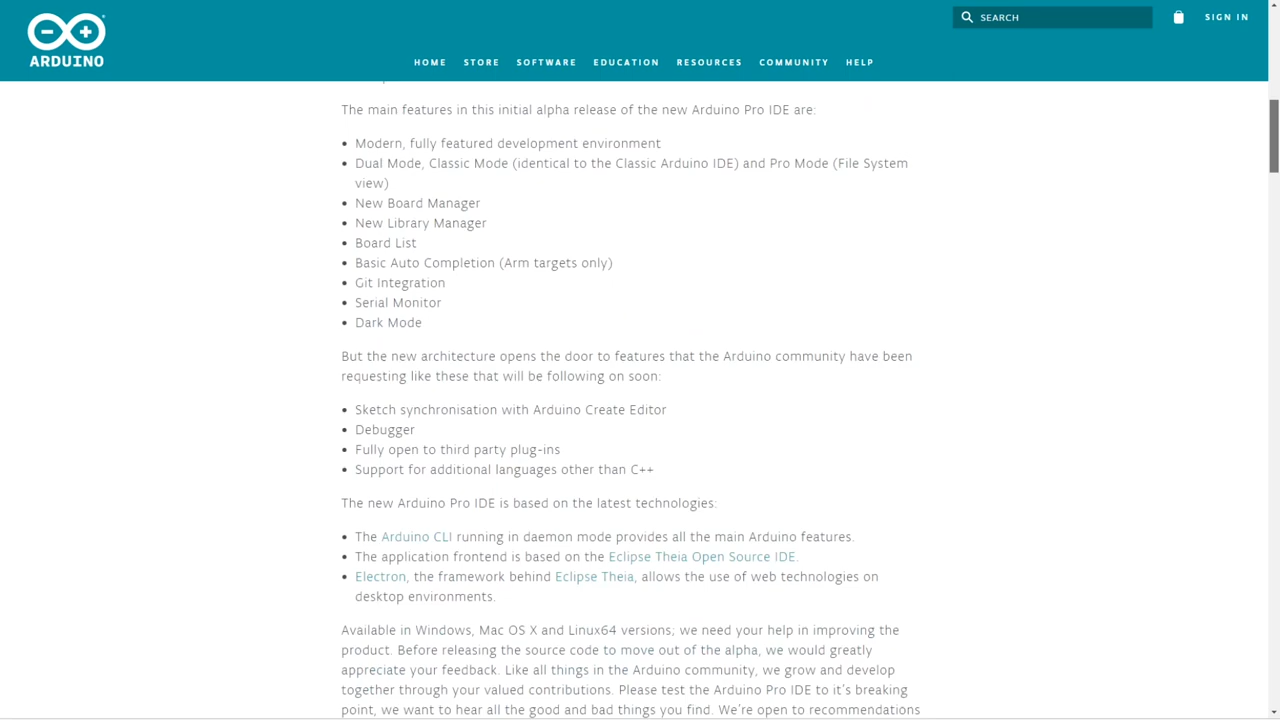 SEARCH
SIGN IN
ARDUINO
HOME STORE SOFTWARE EDUCATION RESOURCES COMMUNITY HELP
The main features in this initial alpha release of the new Arduino Pro IDE are:
• Modern, fully featured development environment
• Dual Mode, Classic Mode (identical to the Classic Arduino IDE) and Pro Mode (File System
view)
• New Board Manager
• New Library Manager
• Board List
• Basic Auto Completion (Arm targets only)
• Git Integration
• Serial Monitor
• Dark Mode
But the new architecture opens the door to features that the Arduino community have been
requesting like these that will be following on soon:
• Sketch synchronisation with Arduino Create Editor
• Debugger
• Fully open to third party plug-ins
• Support for additional languages other than C++
The new Arduino Pro IDE is based on the latest technologies:
• The Arduino CLI running in daemon mode provides all the main Arduino features.
• The application frontend is based on the Eclipse Theia Open Source IDE.
• Electron, the framework behind Eclipse Theia, allows the use of web technologies on
desktop environments.
Available in Windows, Mac OS X and Linux64 versions; we need your help in improving the
product. Before releasing the source code to move out of the alpha, we would greatly
appreciate your feedback. Like all things in the Arduino community, we grow and develop
together through your valued contributions. Please test the Arduino Pro IDE to it's breaking
point, we want to hear all the good and bad things you find. We're open to recommendations